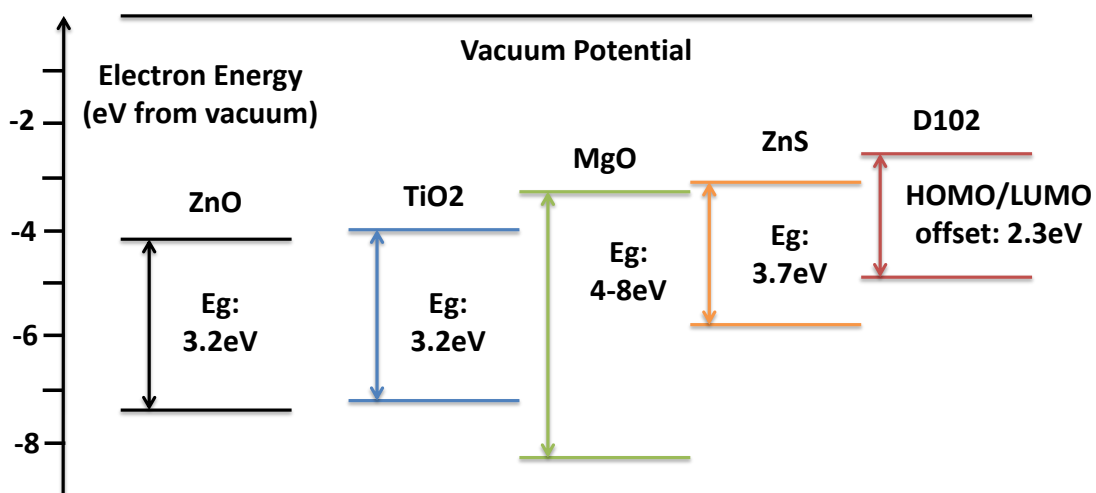 Vacuum Potential
Electron Energy
(eV from vacuum)
-2
-4
-6
-8
ZnO
Eg:
3.2eV
TiO2
Eg:
3.2eV
MgO
Eg:
4-8eV
ZnS
Eg:
3.7eV
D102
HOMO/LUMO
offset: 2.3eV